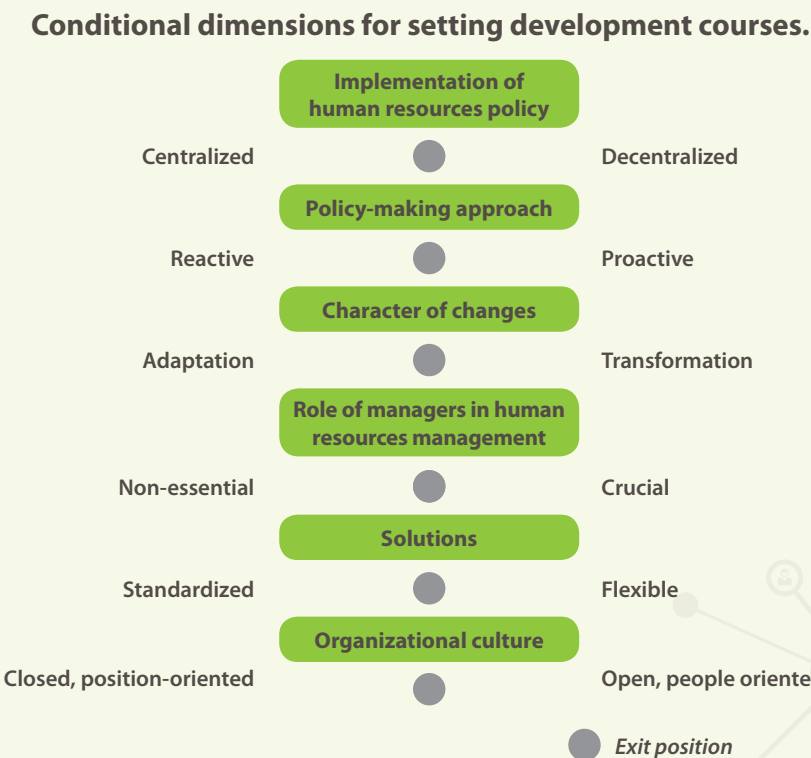 Conditional dimensions for setting development courses.
Implementation of
human resources policy
Centralized
Decentralized
Policy-making approach
Reactive
Proactive
Character of changes
Adaptation
Transformation
Role of managers in human
resources management
Non-essential
Crucial
Solutions
Standardized
Flexible
Organizational culture
Closed, position-oriented
Open, people oriente
Exit position